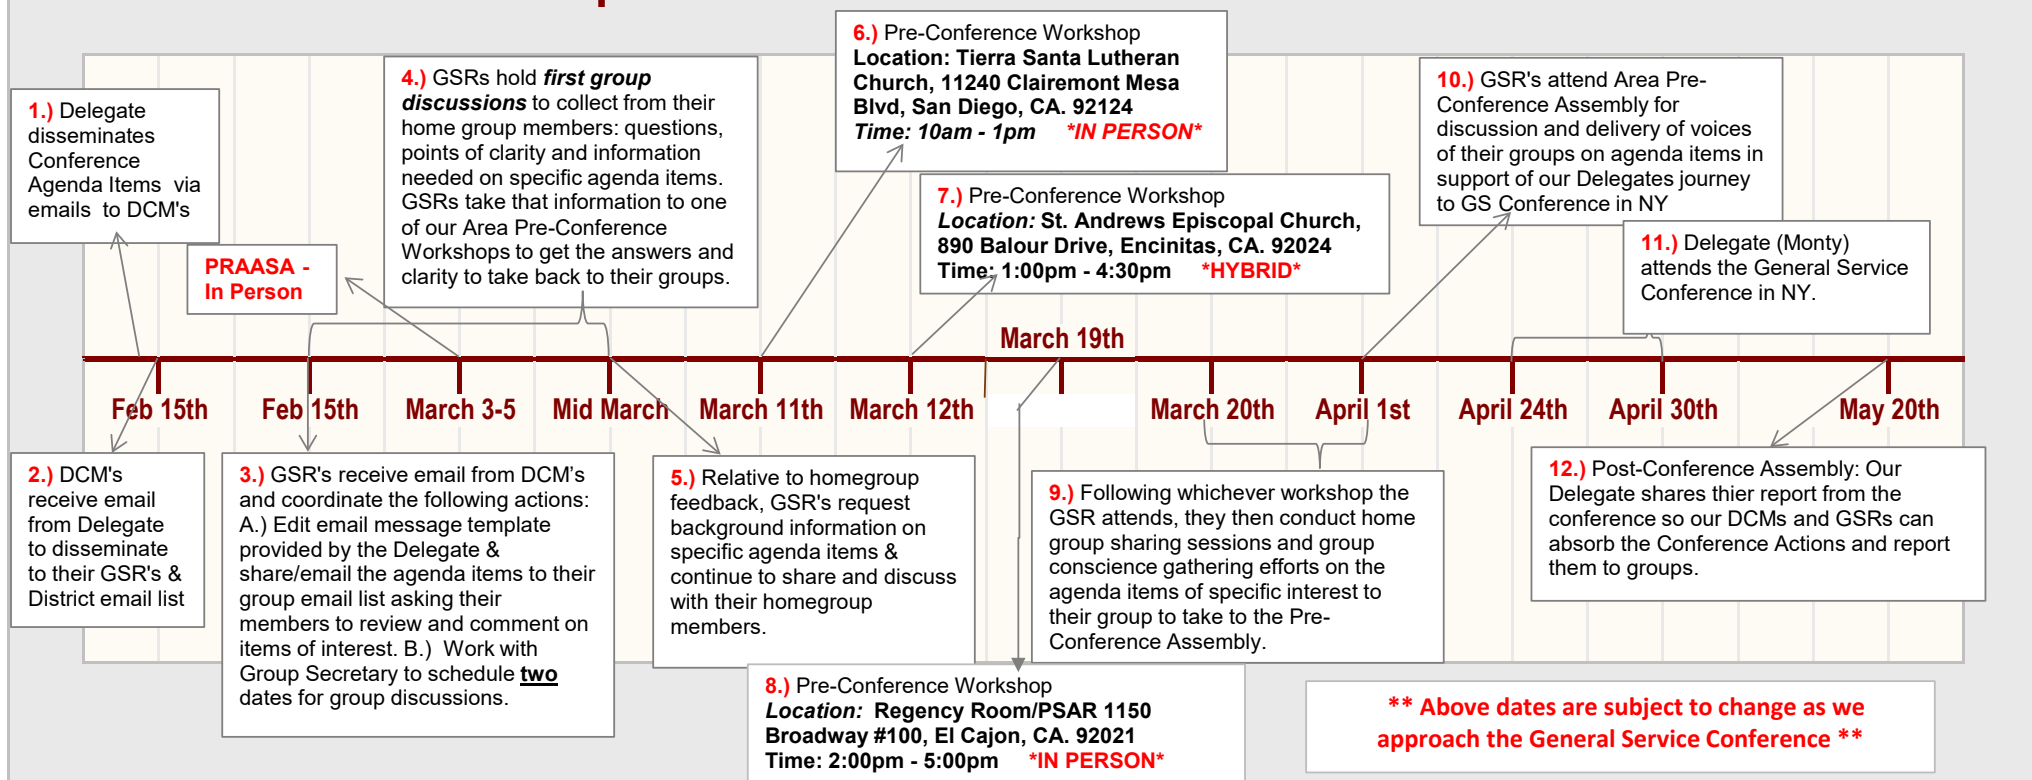 1.) Delegate
disseminates
Conference
Agenda Items  via
emails  to DCM's
PRAASA -
In Person
4.) GSRs hold first group
discussions to collect from their
home group members: questions,
points of clarity and information
needed on specific agenda items.
GSRs take that information to one
of our Area Pre-Conference
Workshops to get the answers and
clarity to take back to their groups.
6.) Pre-Conference Workshop
Location: Tierra Santa Lutheran
Church, 11240 Clairemont Mesa
Blvd, San Diego, CA. 92124
Time: 10am - 1pm    *IN PERSON*
7.) Pre-Conference Workshop
Location: St. Andrews Episcopal Church,
890 Balour Drive, Encinitas, CA. 92024
Time: 1:00pm - 4:30pm    *HYBRID*
10.) GSR's attend Area Pre-
Conference Assembly for
discussion and delivery of voices
of their groups on agenda items in
support of our Delegates journey
to GS Conference in NY
11.) Delegate (Monty)
attends the General Service
Conference in NY.
March 19th
Feb 15th
Feb 15th
March 3-5
Mid March
March 11th
March 12th
March 20th
April 1st
April 24th
April 30th
May 20th
2.) DCM's
receive email
from Delegate
to disseminate
to their GSR's &
District email list
3.) GSR's receive email from DCM’s
and coordinate the following actions:
A.) Edit email message template
provided by the Delegate &
share/email the agenda items to their
group email list asking their
members to review and comment on
items of interest. B.)  Work with
Group Secretary to schedule two
dates for group discussions.
5.) Relative to homegroup
feedback, GSR's request
background information on
specific agenda items &
continue to share and discuss
with their homegroup
members.
8.) Pre-Conference Workshop
Location:  Regency Room/PSAR 1150
Broadway #100, El Cajon, CA. 92021
Time: 2:00pm - 5:00pm    *IN PERSON*
9.) Following whichever workshop the
GSR attends, they then conduct home
group sharing sessions and group
conscience gathering efforts on the
agenda items of specific interest to
their group to take to the Pre-
Conference Assembly.
12.) Post-Conference Assembly: Our
Delegate shares thier report from the
conference so our DCMs and GSRs can
absorb the Conference Actions and report
them to groups.
** Above dates are subject to change as we
approach the General Service Conference **